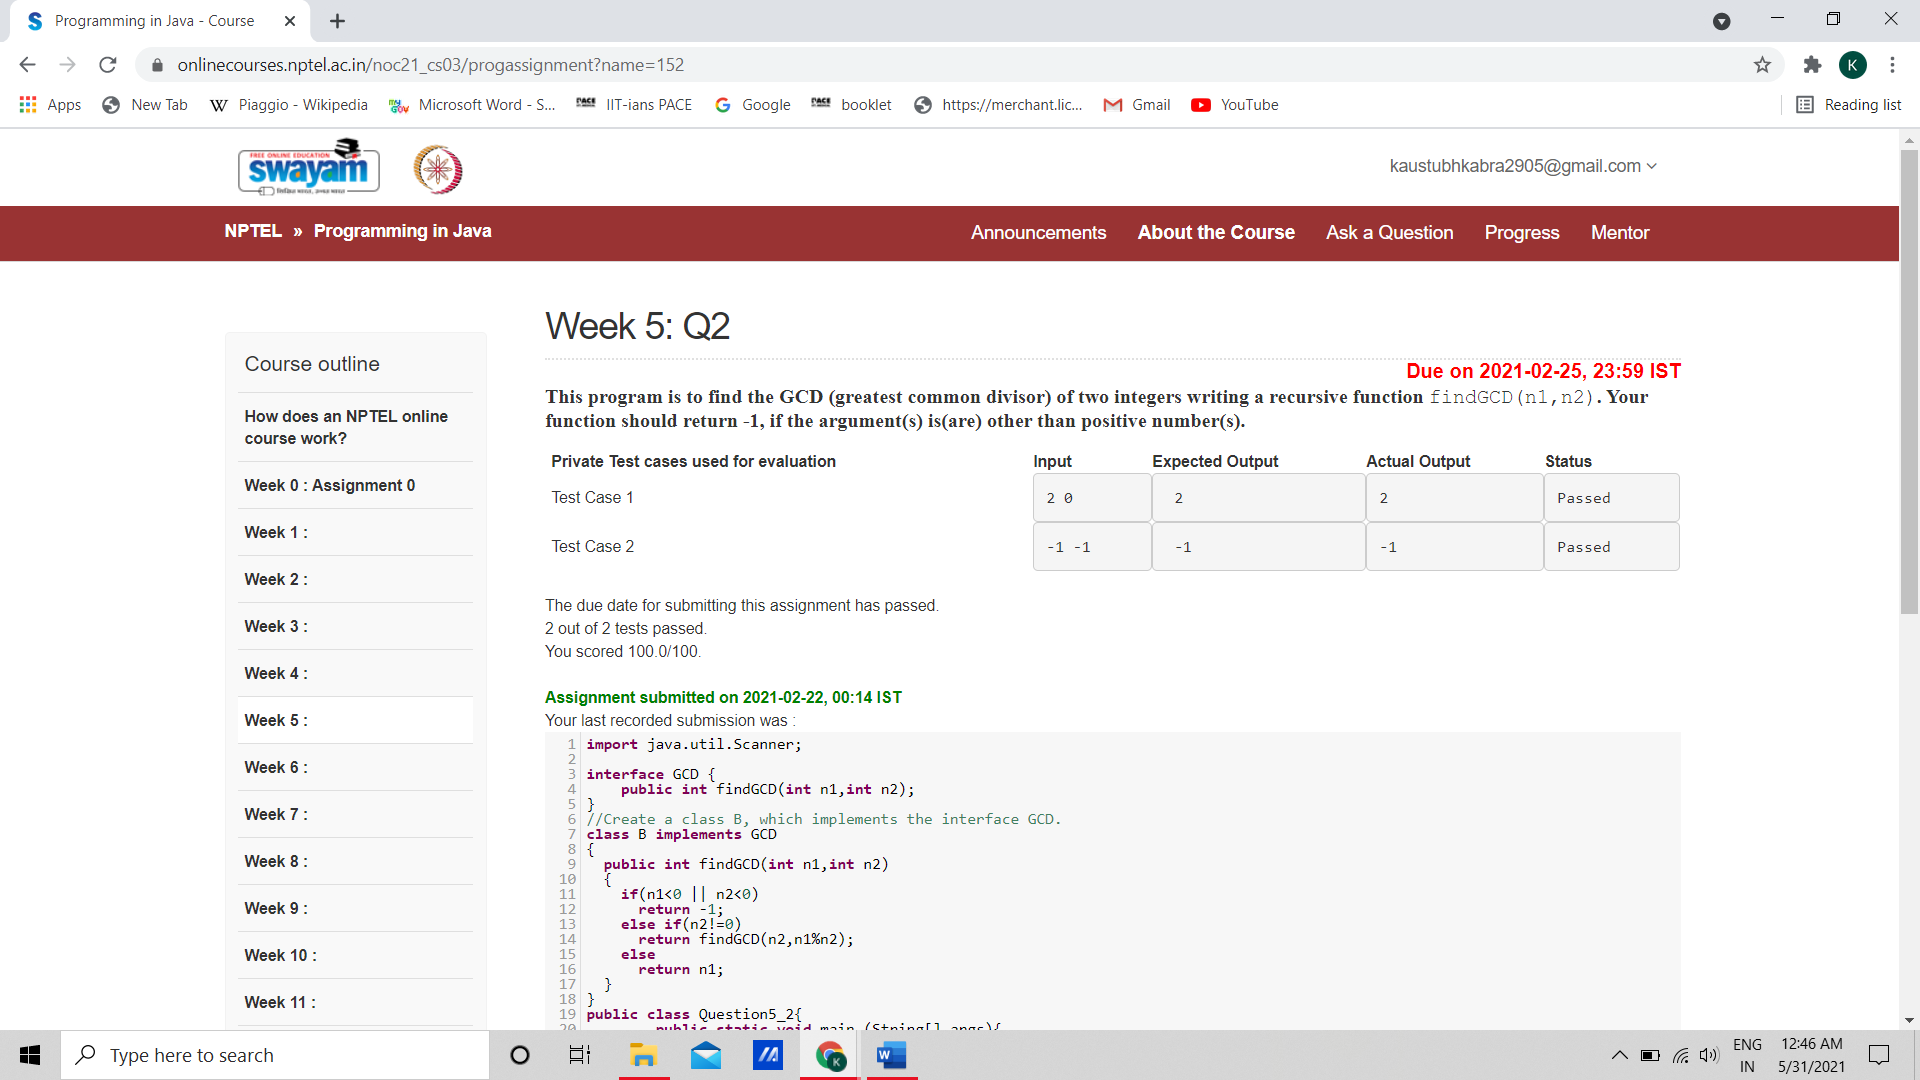 Programming in Java - Course
onlinecourses.nptel.ac.in/noc21_cs03/progassignment?name=152
K
Apps
New Tab
W Piaggio - Wikipedia
Microsoft Word - S...
PACE IIT-ians PACE
Google
PACE booklet
https://merchant.lic...
Gmail
YouTube
Reading list
FREE ONLINE EDUCATION
swayam
kaustubhkabra2905@gmail.com
NPTEL » Programming in Java
Announcements
About the Course
Ask a Question
Progress
Mentor
Course outline
How does an NPTEL online
course work?
Week 0 : Assignment 0
Week 1 :
Week 2 :
Week 3 :
Week 4 :
Week 5 :
Week 6 :
Week 7 :
Week 8 :
Week 9 :
Week 10 :
Week 11 :
Week 5: Q2
Due on 2021-02-25, 23:59 IST
This program is to find the GCD (greatest common divisor) of two integers writing a recursive function findGCD(n1,n2). Your
function should return -1, if the argument(s) is(are) other than positive number(s).
Private Test cases used for evaluation Input Expected Output Actual Output Status
Test Case 1 2 0 2 2 Passed
Test Case 2 -1 -1 -1 -1 Passed
The due date for submitting this assignment has passed.
2 out of 2 tests passed.
You scored 100.0/100.
Assignment submitted on 2021-02-22, 00:14 IST
Your last recorded submission was :
1 import java.util.Scanner;
2
3 interface GCD {
4 public int findGCD(int n1,int n2);
5 }
6 //Create a class B, which implements the interface GCD.
7 class B implements GCD
8 {
9 public int findGCD(int n1,int n2)
10 {
11 if(n1<0 || n2<0)
12 return -1;
13 else if(n2!=0)
14 return findGCD(n2,n1%n2);
15 else
16 return n1;
17 }
18 }
19 public class Question5_2{
20 public static void main (String[] args){
Type here to search
ENG
IN
12:46 AM
5/31/2021